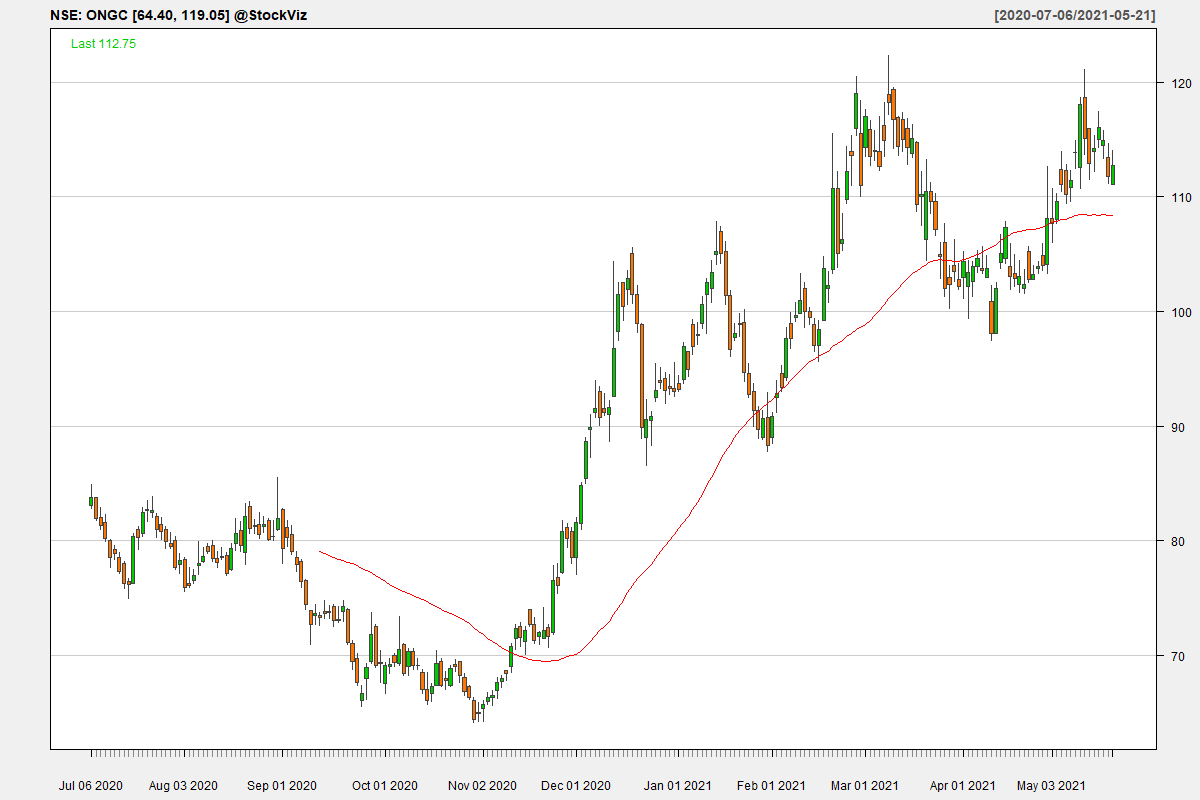 NSE: ONGC [64.40, 119.05] @StockViz
[2020-07-06/2021-05-21]
Last 112.75
120
110
100
90
80
70
Jul 06 2020
Aug 03 2020
Sep 01 2020
Oct 01 2020
Nov 02 2020
Dec 01 2020
Jan 01 2021
Feb 01 2021
Mar 01 2021
Apr 01 2021
May 03 2021